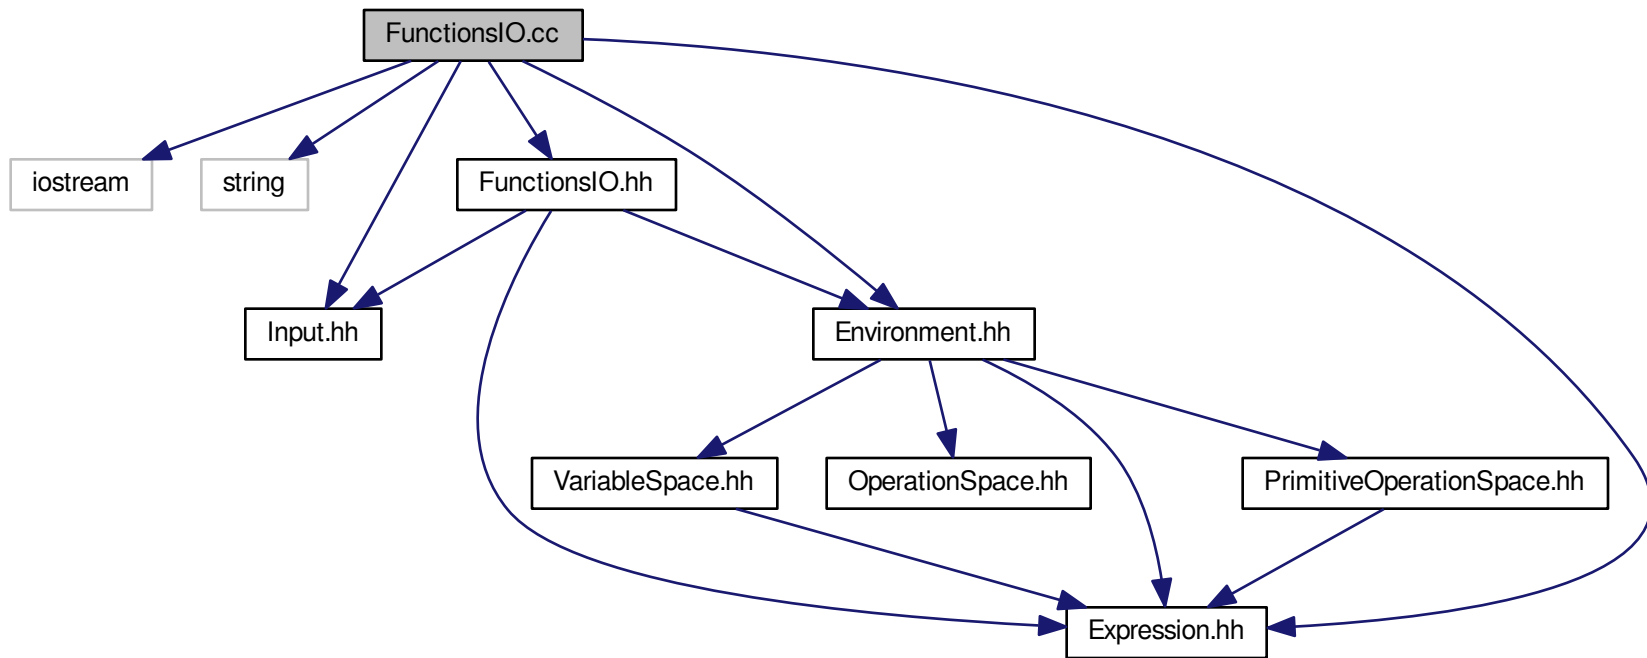 FunctionsIO.cc
iostream
string
FunctionsIO.hh
Input.hh
Environment.hh
VariableSpace.hh
OperationSpace.hh
PrimitiveOperationSpace.hh
Expression.hh